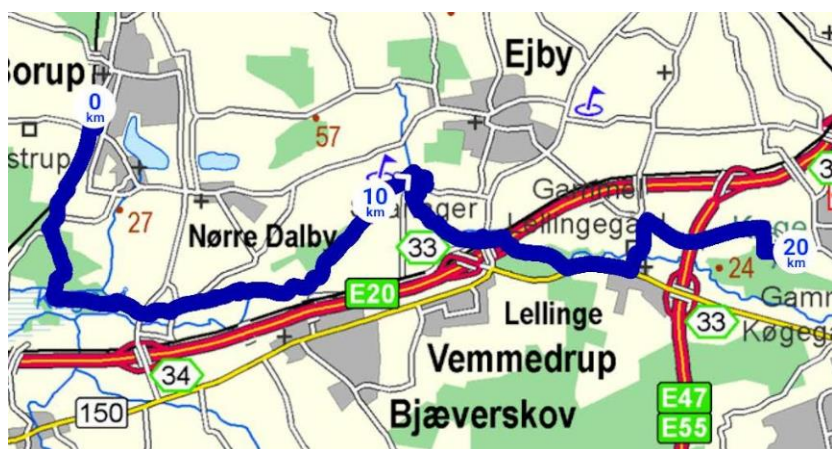 Ejby
Borup
0
km
57
strup
10
km
27
Nørre Dalby
33
Gammel
Lellingegård
Køge
20
km
24
E20
Lellinge
Gamm
33
Køgeg
Vemmedrup
34
E47
E55
150
Bjæverskov